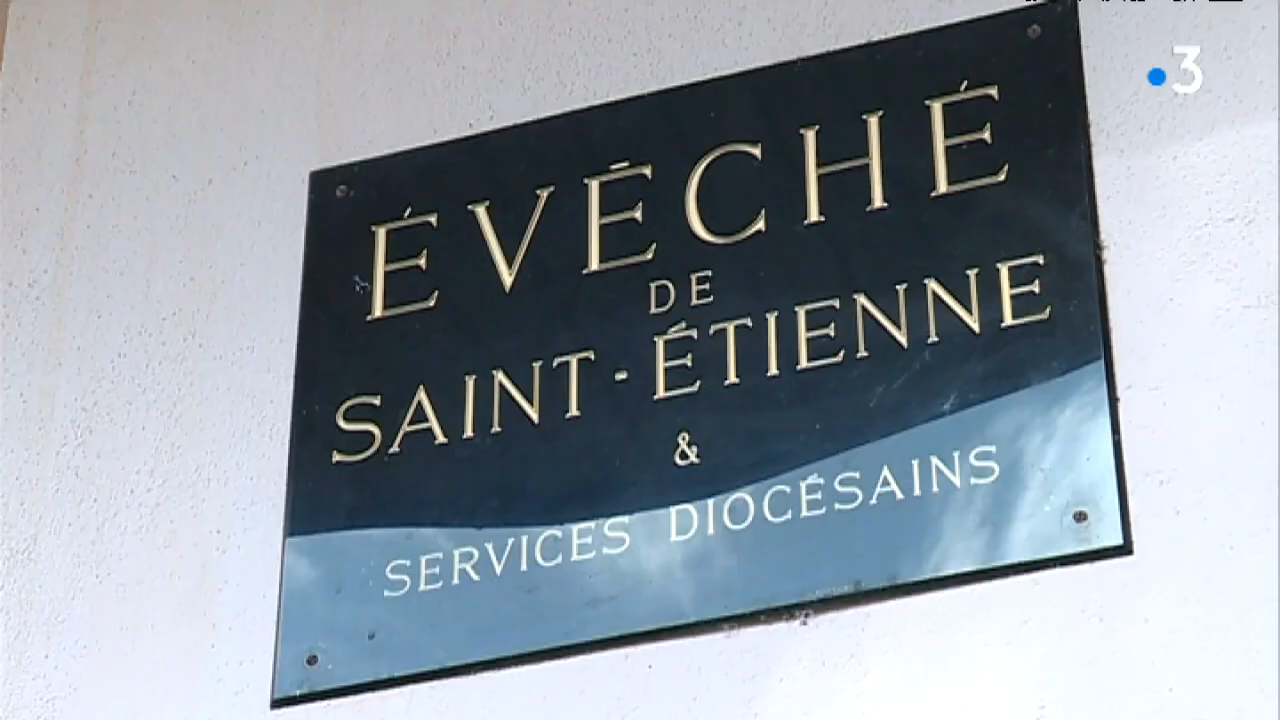 3
ÉVÊCHÉ
DE
SAINT-ÉTIENNE
&
SERVICES DIOCÉSAINS